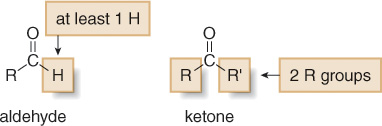 at least 1 H
O
C
R
H
aldehyde
O
C
R
R'
2 R groups
ketone